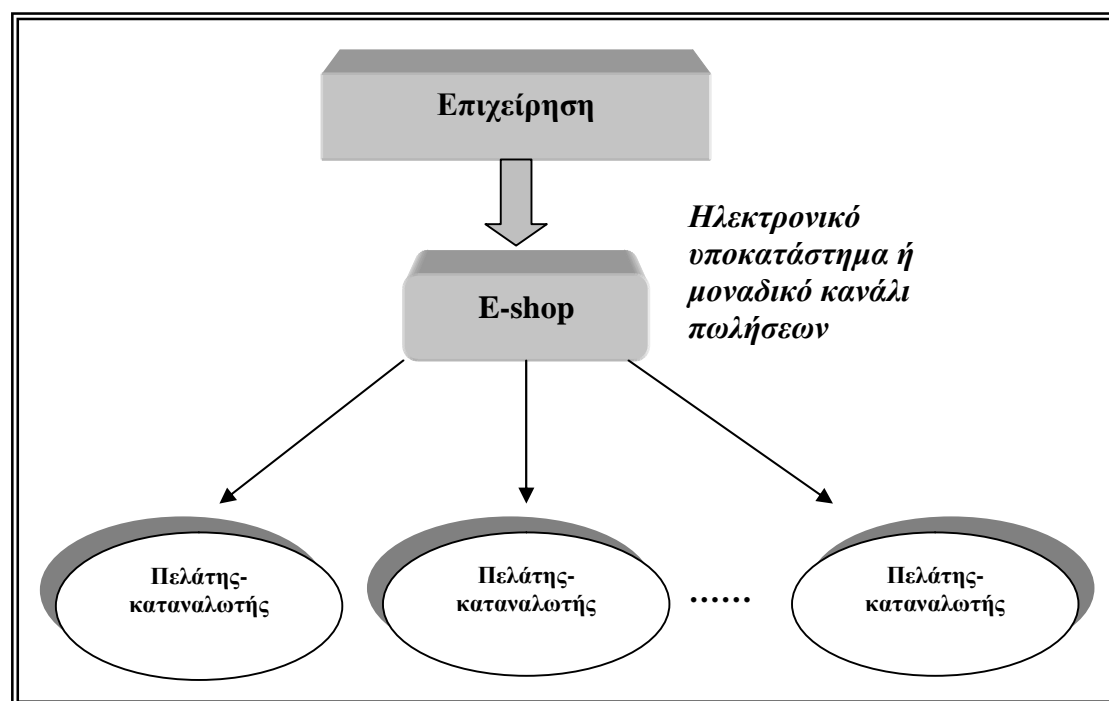 Επιχείρηση
Ηλεκτρονικό
υποκατάστημα ή
μοναδικό κανάλι
πωλήσεων
E-shop
Πελάτης-
καταναλωτής
Πελάτης-
καταναλωτής
......
Πελάτης-
καταναλωτής